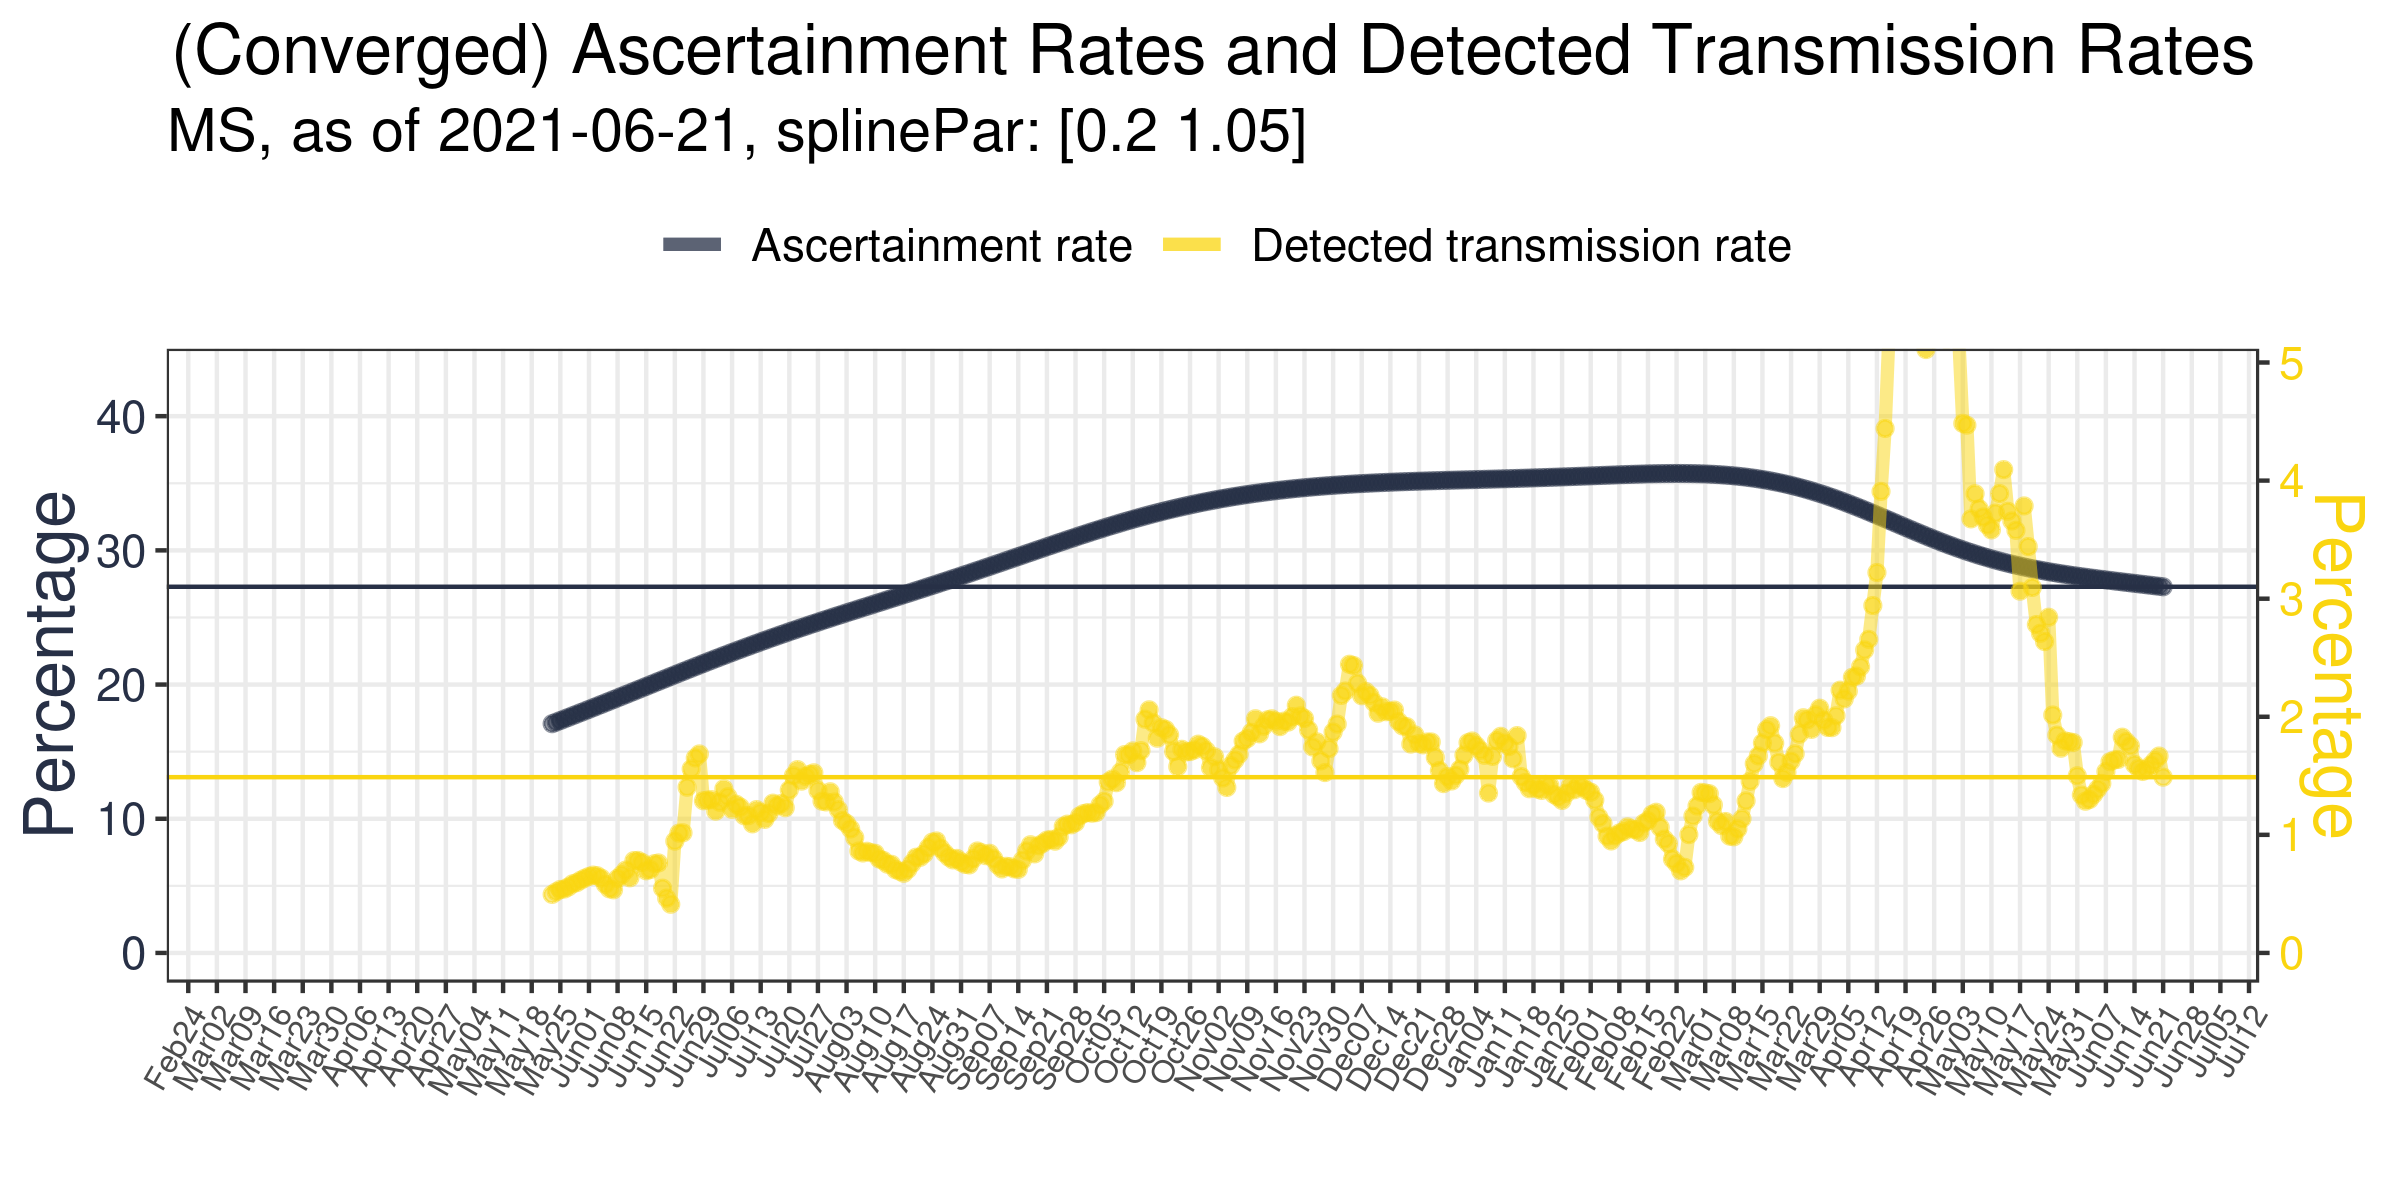 (Converged) Ascertainment Rates and Detected Transmission Rates
MS, as of 2021-06-21, splinePar: [0.2 1.05]
Ascertainment rate
Detected transmission rate
Percentage
40
30
20
10
0
5
4
3
2
1
0
Percentage
Feb24
Mar02
Mar09
Mar16
Mar23
Mar30
Apr06
Apr13
Apr20
Apr27
May04
May11
May18
May25
Jun01
Jun08
Jun15
Jun22
Jun29
Jul06
Jul13
Jul20
Jul27
Aug03
Aug10
Aug17
Aug24
Aug31
Sep07
Sep14
Sep21
Sep28
Oct05
Oct12
Oct19
Oct26
Nov02
Nov09
Nov16
Nov23
Nov30
Dec07
Dec14
Dec21
Dec28
Jan04
Jan11
Jan18
Jan25
Feb01
Feb08
Feb15
Feb22
Mar01
Mar08
Mar15
Mar22
Mar29
Apr05
Apr12
Apr19
Apr26
May03
May10
May17
May24
May31
Jun07
Jun14
Jun21
Jun28
Jul05
Jul12